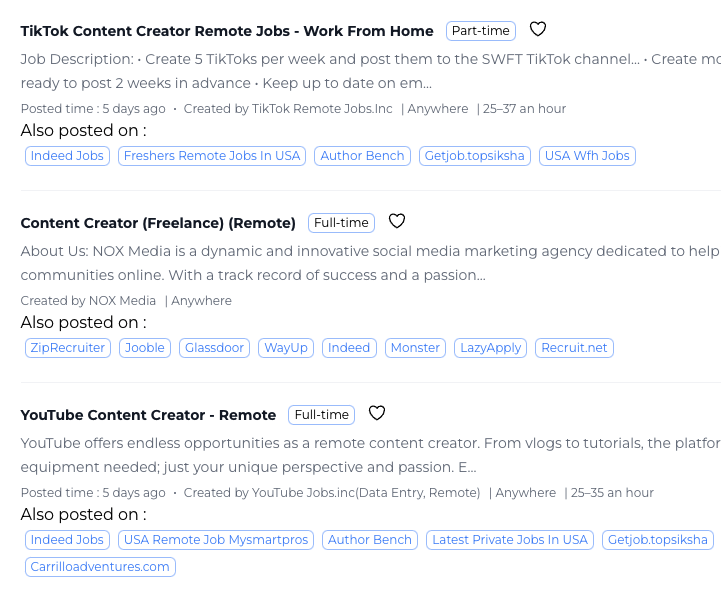 TikTok Content Creator Remote Jobs - Work From Home Part-time
Job Description: • Create 5 TikToks per week and post them to the SWFT TikTok channel... • Create
ready to post 2 weeks in advance • Keep up to date on em...
Posted time : 5 days ago • Created by TikTok Remote Jobs.Inc | Anywhere | 25–37 an hour
Also posted on :
Indeed Jobs Freshers Remote Jobs In USA Author Bench Getjob.topsiksha USA Wfh Jobs
Content Creator (Freelance) (Remote) Full-time
About Us: NOX Media is a dynamic and innovative social media marketing agency dedicated to help
communities online. With a track record of success and a passion...
Created by NOX Media | Anywhere
Also posted on :
ZipRecruiter Jooble Glassdoor WayUp Indeed Monster LazyApply Recruit.net
YouTube Content Creator - Remote Full-time
YouTube offers endless opportunities as a remote content creator. From vlogs to tutorials, the
equipment needed; just your unique perspective and passion. E...
Posted time : 5 days ago • Created by YouTube Jobs.inc(Data Entry, Remote) | Anywhere | 25–35 an hour
Also posted on :
Indeed Jobs USA Remote Job Mysmartpros Author Bench Latest Private Jobs In USA Getjob.topsiksha
Carrilloadventures.com